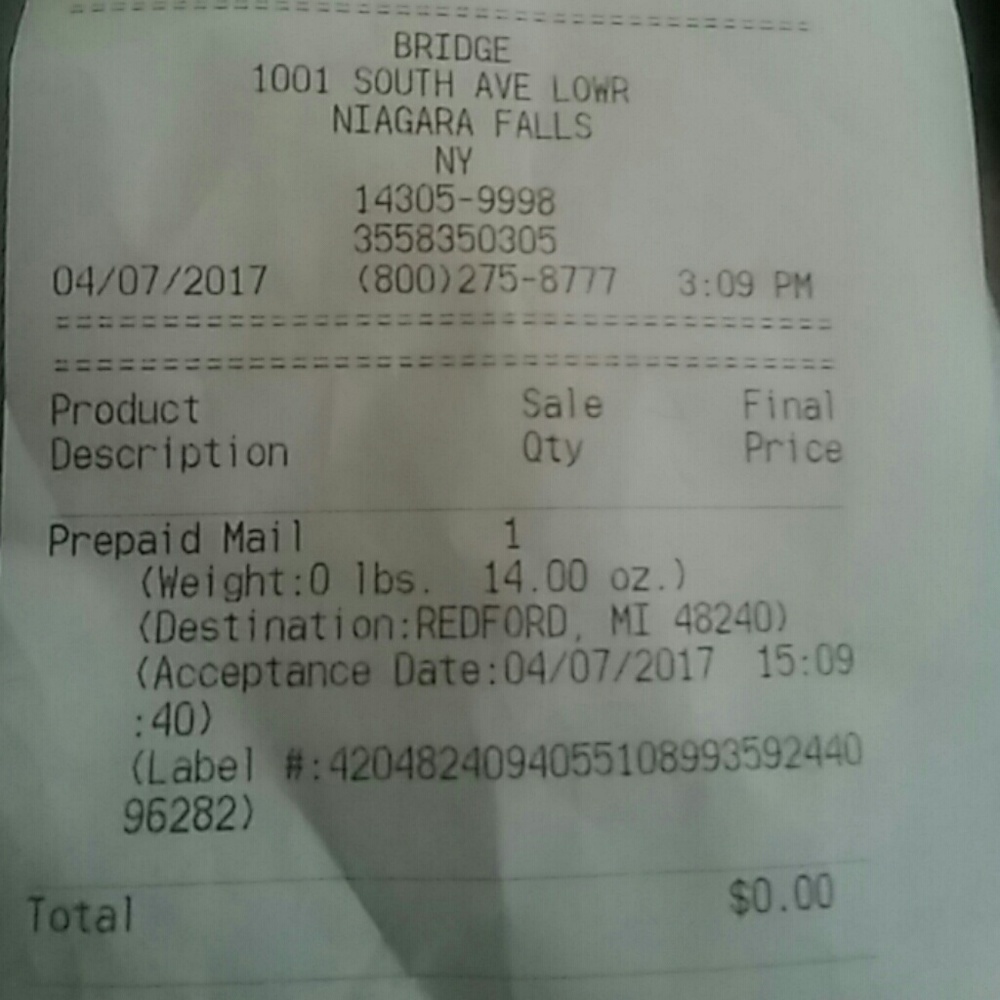 ==============================
BRIDGE
1001 SOUTH AVE LOWR
NIAGARA FALLS
NY
14305-9998
3558350305
04/07/2017 (800)275-8777 3:09 PM
==============================
==============================
Product Sale Final
Description Qty Price
Prepaid Mail 1
(Weight:0 lbs. 14.00 oz.)
(Destination:REDFORD, MI 48240)
(Acceptance Date:04/07/2017 15:09
:40)
(Label #:4204824094055108993592440
96282)
Total $0.00